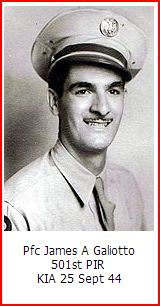 Pfc James A Galiotto
501st PIR
KIA 25 Sept 44